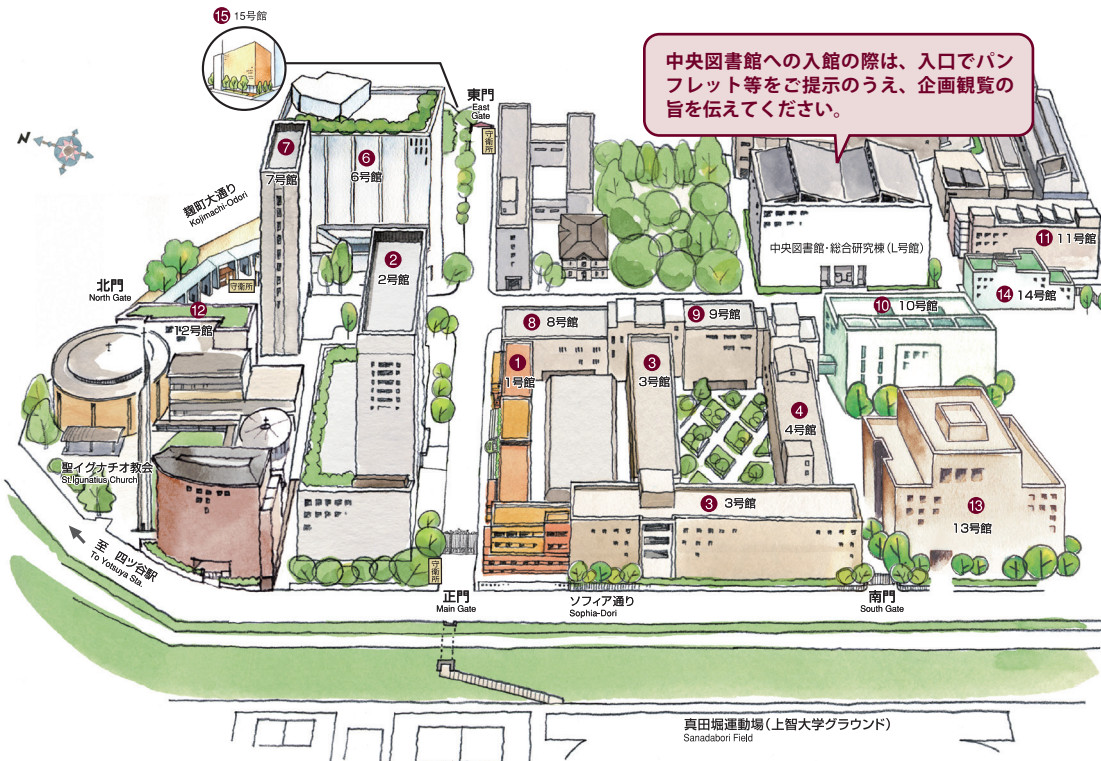 15 15号館
中央図書館への入館の際は、入口でパン
フレット等をご提示のうえ、企画観覧の
旨を伝えてください。
東門
East
Gate
守衛所
N
7
7号館
6
6号館
麹町大通り
Kojimachi-Odori
中央図書館・総合研究棟（L号館）
11 11号館
2
2号館
北門
North Gate
守衛所
14 14号館
12
12号館
10 10号館
8 8号館
9 9号館
1
1号館
3
3号館
4
4号館
聖イグナチオ教会
St.Igunatius Church
3 3号館
13
13号館
至 四ツ谷駅
To Yotsuya Sta.
守衛所
正門
Main Gate
ソフィア通り
Sophia-Dori
南門
South Gate
真田堀運動場（上智大学グラウンド）
Sanadabori Field